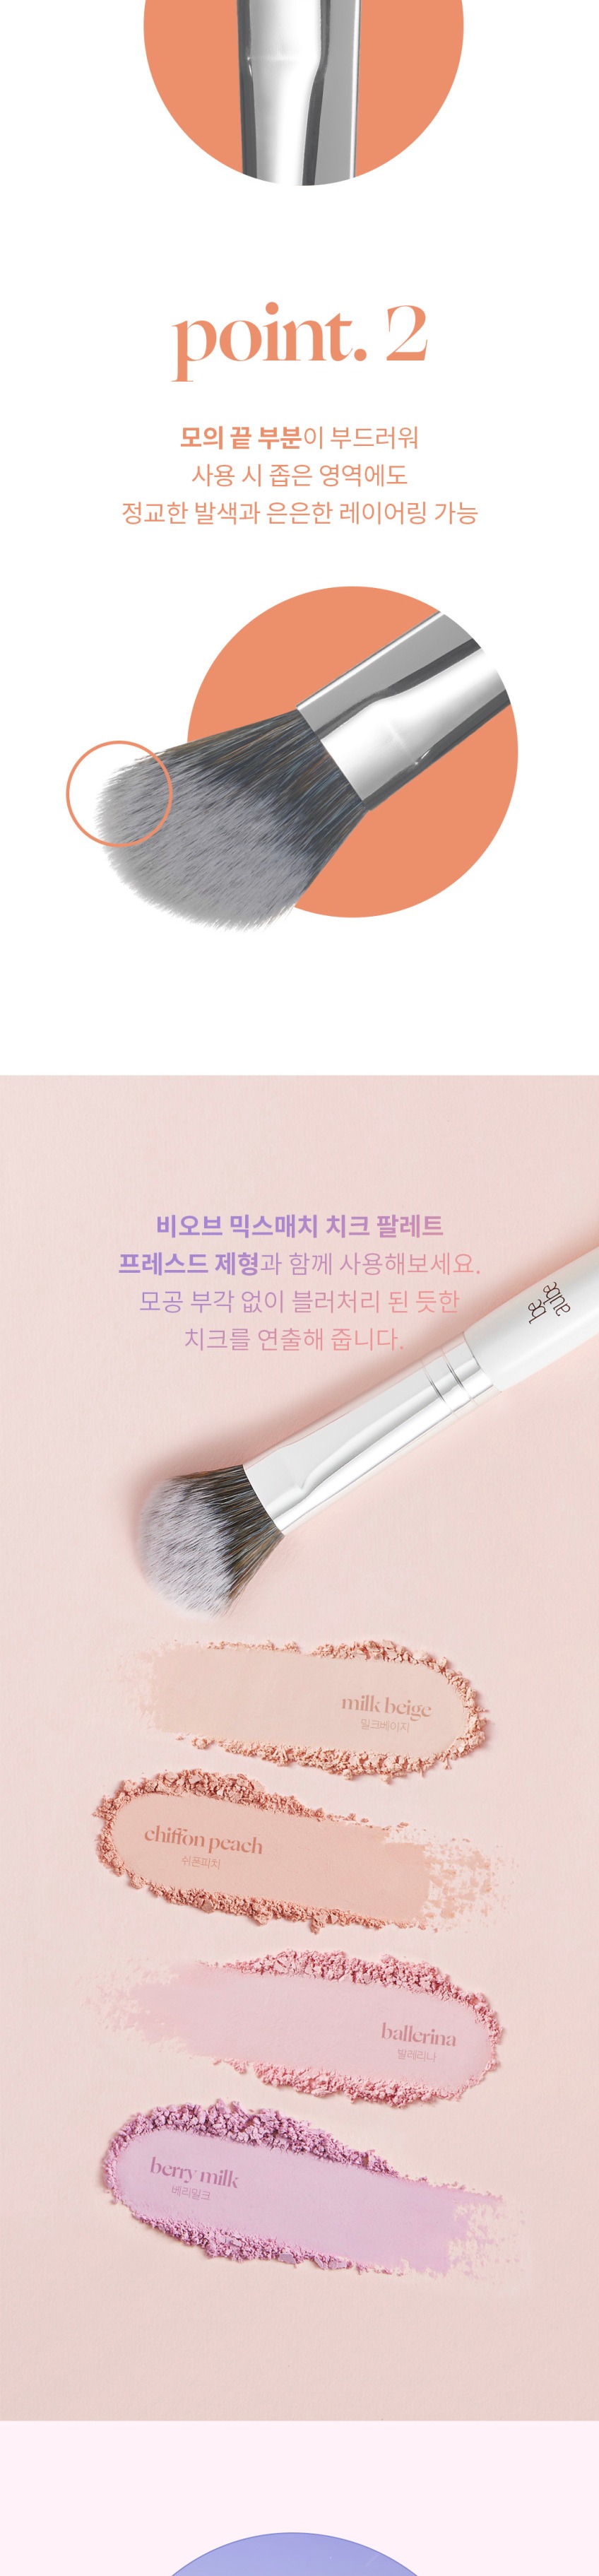 point. 2
모의 끝 부분이 부드러워
사용 시 좁은 영역에도
정교한 발색과 은은한 레이어링 가능
비오브 믹스매치 치크 팔레트
프레스드 제형과 함께 사용해보세요.
모공 부각 없이 블러처리 된 듯한
치크를 연출해 줍니다.
be
aube
milk beige
밀크베이지
chiffon peach
쉬폰피치
ballerina
발레리나
berry milk
베리밀크